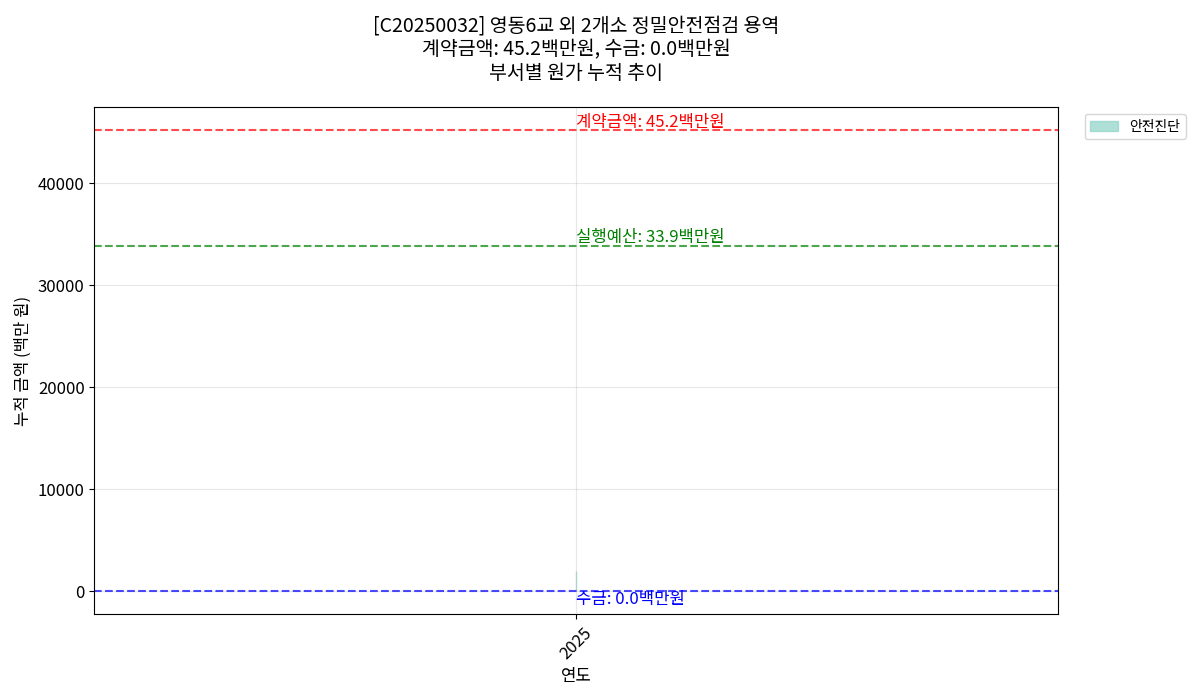 [C20250032] 영동6교 외 2개소 정밀안전점검 용역
계약금액: 45.2백만원, 수금: 0.0백만원
부서별 원가 누적 추이
계약금액: 45.2백만원
안전진단
40000
실행예산: 33.9백만원
30000
누적 금액 (백만 원)
20000
10000
0
수금: 0.0백만원
2025
연도